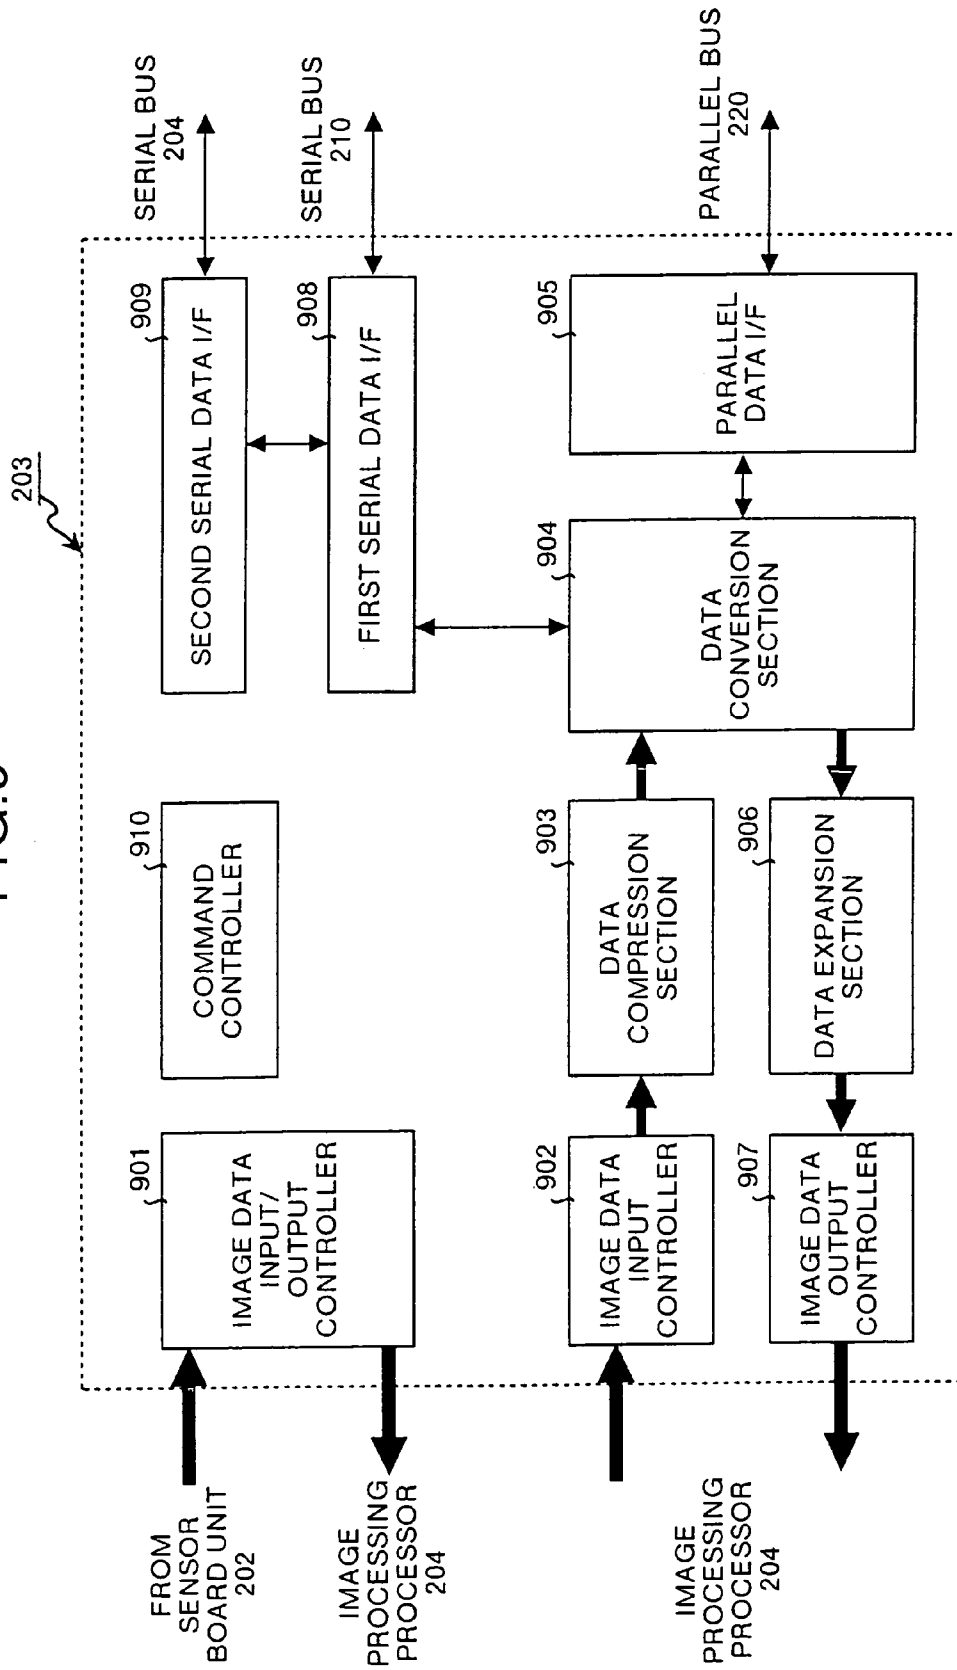 203
FROM
SENSOR
BOARD UNIT
202
901
IMAGE DATA
INPUT/
OUTPUT
CONTROLLER
IMAGE
PROCESSING
PROCESSOR
204
910
COMMAND
CONTROLLER
909
SECOND SERIAL DATA I/F
SERIAL BUS
204
908
FIRST SERIAL DATA I/F
SERIAL BUS
210
IMAGE
PROCESSING
PROCESSOR
204
902
IMAGE DATA
INPUT
CONTROLLER
903
DATA
COMPRESSION
SECTION
904
DATA
CONVERSION
SECTION
905
PARALLEL
DATA I/F
PARALLEL BUS
220
907
IMAGE DATA
OUTPUT
CONTROLLER
906
DATA EXPANSION
SECTION